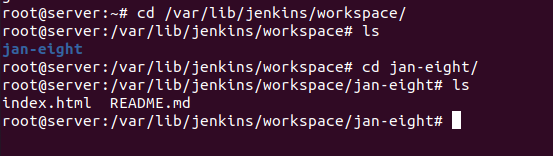 root@server:~# cd /var/lib/jenkins/workspace/
root@server:/var/lib/jenkins/workspace# ls
jan-eight
root@server:/var/lib/jenkins/workspace# cd jan-eight/
root@server:/var/lib/jenkins/workspace/jan-eight# ls
index.html  README.md
root@server:/var/lib/jenkins/workspace/jan-eight#